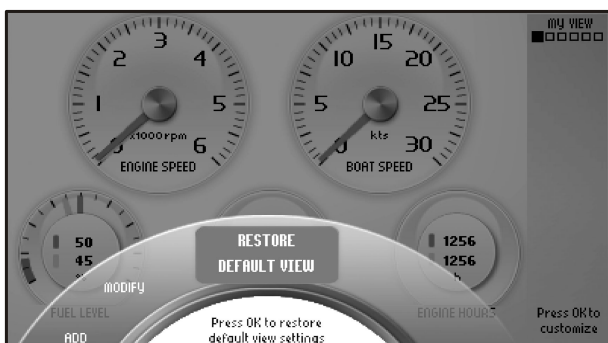 MY VIEW
0 1 2 3 4 5 6
x1000 rpm
ENGINE SPEED
0 5 10 15 20 25 30
kts
BOAT SPEED
50
45
%
FUEL LEVEL
1256
1256
h
ENGINE HOURS
RESTORE
DEFAULT VIEW
MODIFY
ADD
Press OK to restore
default view settings
Press OK to
customize